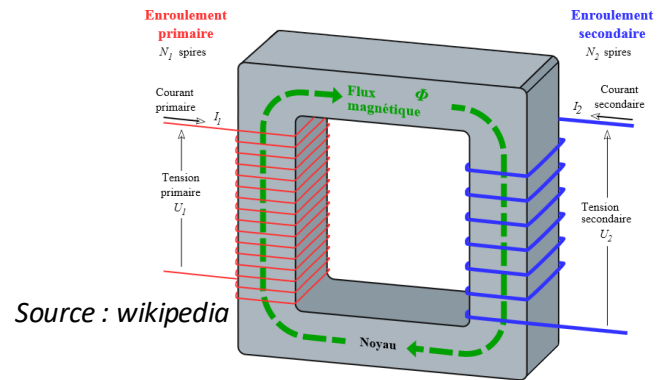 Enroulement
primaire
N1 spires
Enroulement
secondaire
N2 spires
Courant
primaire
I1
Flux
magnétique
Φ
I2
Courant
secondaire
Tension
primaire
U1
Tension
secondaire
U2
Source : wikipedia
Noyau